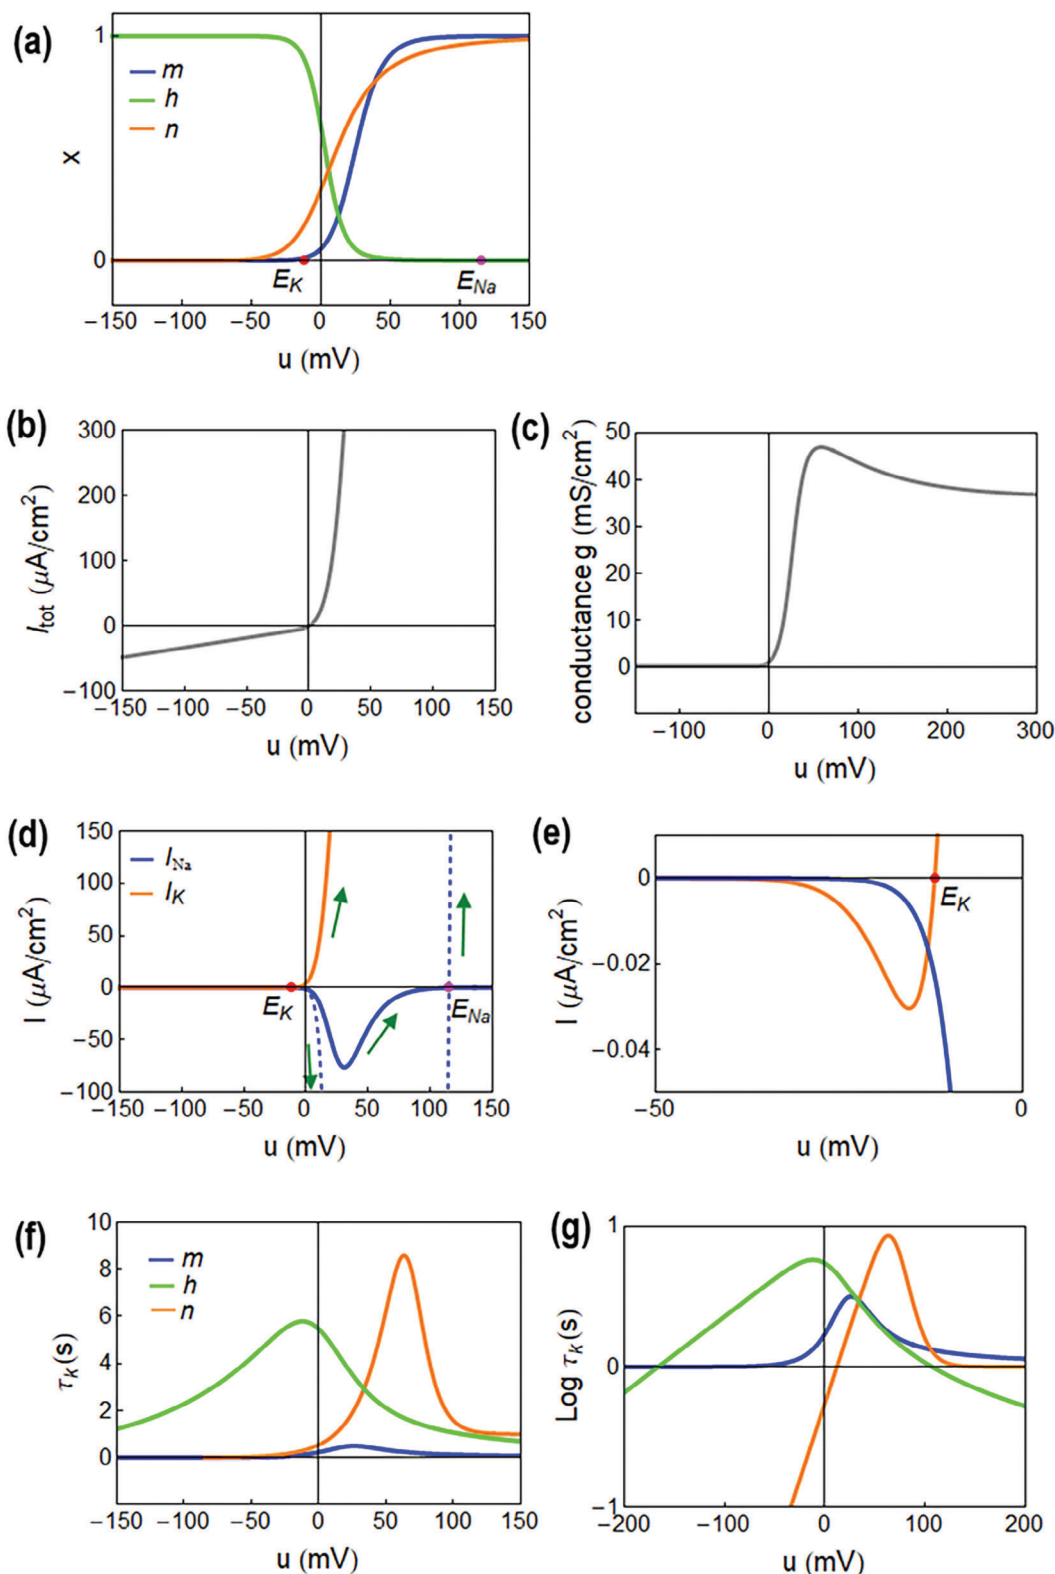 (a)
1
0
x
m
h
n
E_K
E_Na
−150 −100 −50 0 50 100 150
u (mV)
(b)
300
200
100
0
−100
I_tot (μA/cm²)
−150 −100 −50 0 50 100 150
u (mV)
(c)
50
40
30
20
10
0
conductance g (mS/cm²)
−100 0 100 200 300
u (mV)
(d)
150
100
50
0
−50
−100
I (μA/cm²)
I_Na
I_K
E_K
E_Na
−150 −100 −50 0 50 100 150
u (mV)
(e)
0
−0.02
−0.04
I (μA/cm²)
E_K
−50 0
u (mV)
(f)
10
8
6
4
2
0
τ_k(s)
m
h
n
−150 −100 −50 0 50 100 150
u (mV)
(g)
1
0
−1
Log τ_k(s)
−200 −100 0 100 200
u (mV)